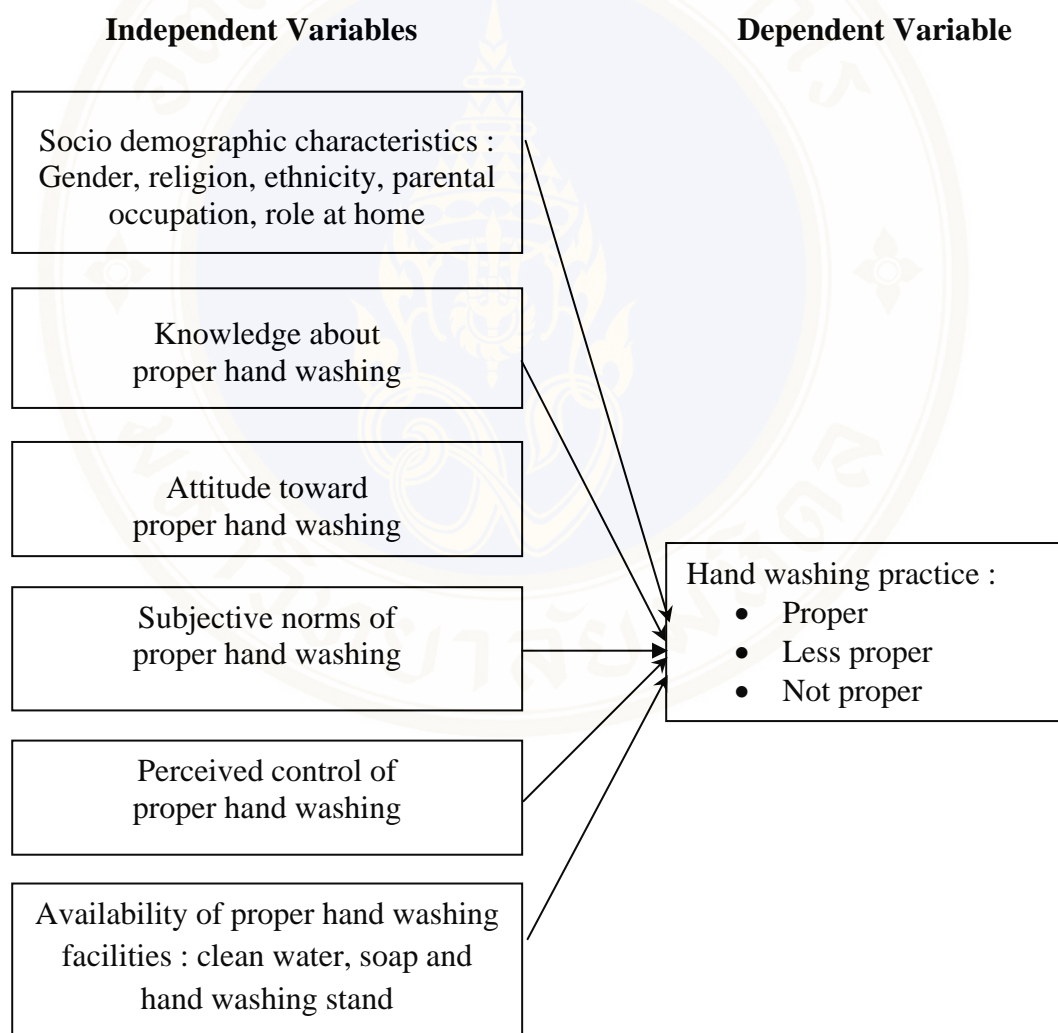 Independent Variables
Dependent Variable
Socio demographic characteristics :
Gender, religion, ethnicity, parental
occupation, role at home
Knowledge about
proper hand washing
Attitude toward
proper hand washing
Subjective norms of
proper hand washing
Perceived control of
proper hand washing
Availability of proper hand washing
facilities : clean water, soap and
hand washing stand
Hand washing practice :
• Proper
• Less proper
• Not proper